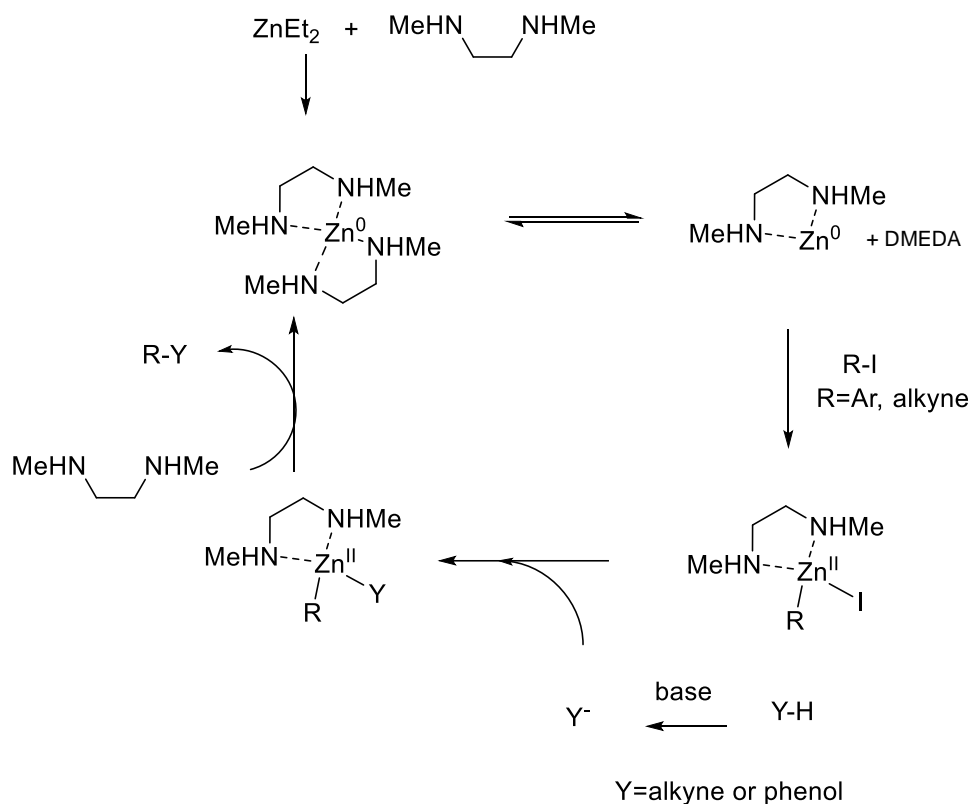 ZnEt2 + MeHN NHMe
NHMe
MeHN Zn0
NHMe
MeHN
NHMe
MeHN Zn0 + DMEDA
R-Y
R-I
R=Ar, alkyne
MeHN NHMe
NHMe
MeHN ZnII
Y
R
NHMe
MeHN ZnII
I
R
base
Y- Y-H
Y=alkyne or phenol